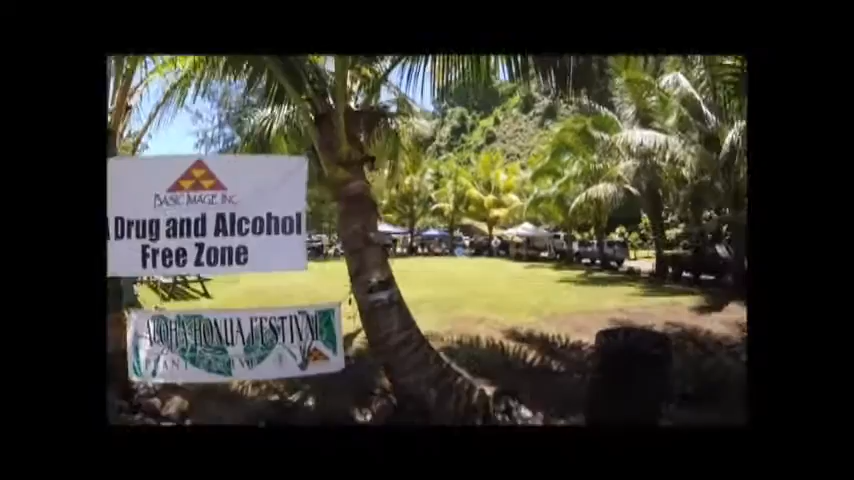 BASIC IMAGE INC
A Drug and Alcohol
Free Zone
ALOHA HONUA FESTIVAL